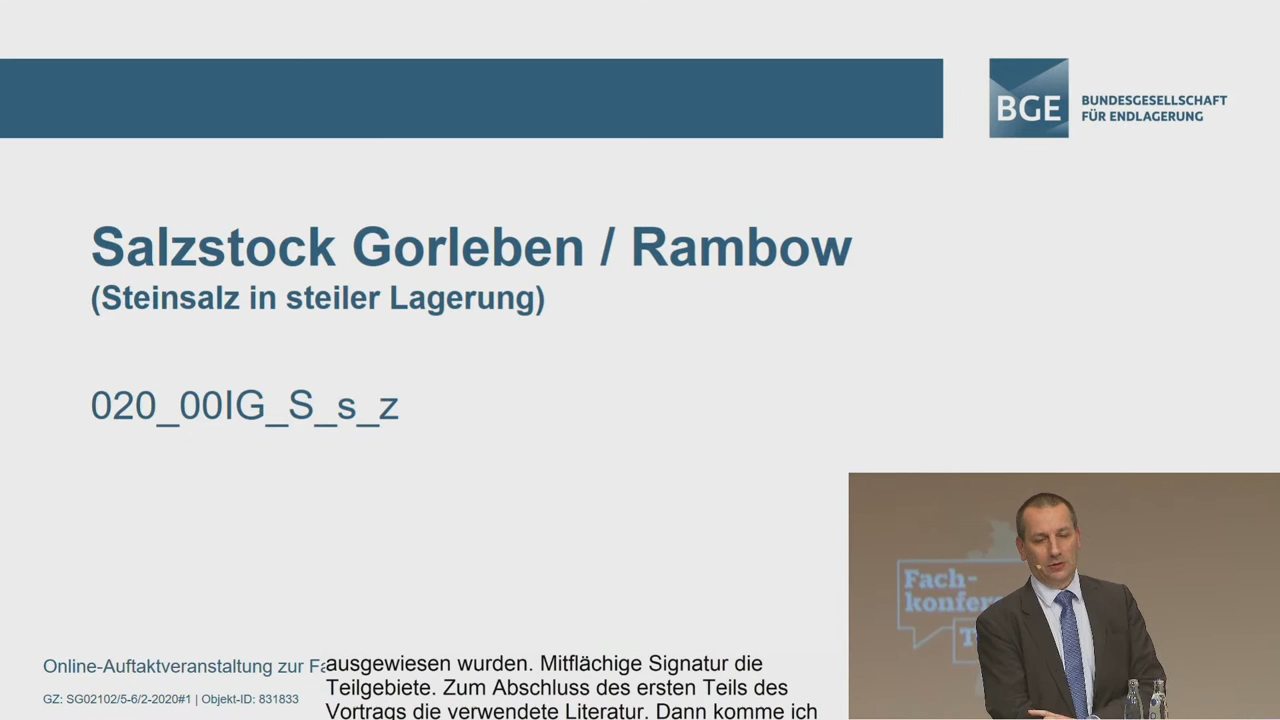 BGE
BUNDESGESELLSCHAFT
FÜR ENDLAGERUNG
Salzstock Gorleben / Rambow
(Steinsalz in steiler Lagerung)
020_00IG_S_s_z
Fach-
konfer
T
Online-Auftaktveranstaltung zur Fa
GZ: SG02102/5-6/2-2020#1 | Objekt-ID: 831833
ausgewiesen wurden. Mitflächige Signatur die
Teilgebiete. Zum Abschluss des ersten Teils des
Vortrags die verwendete Literatur. Dann komme ich